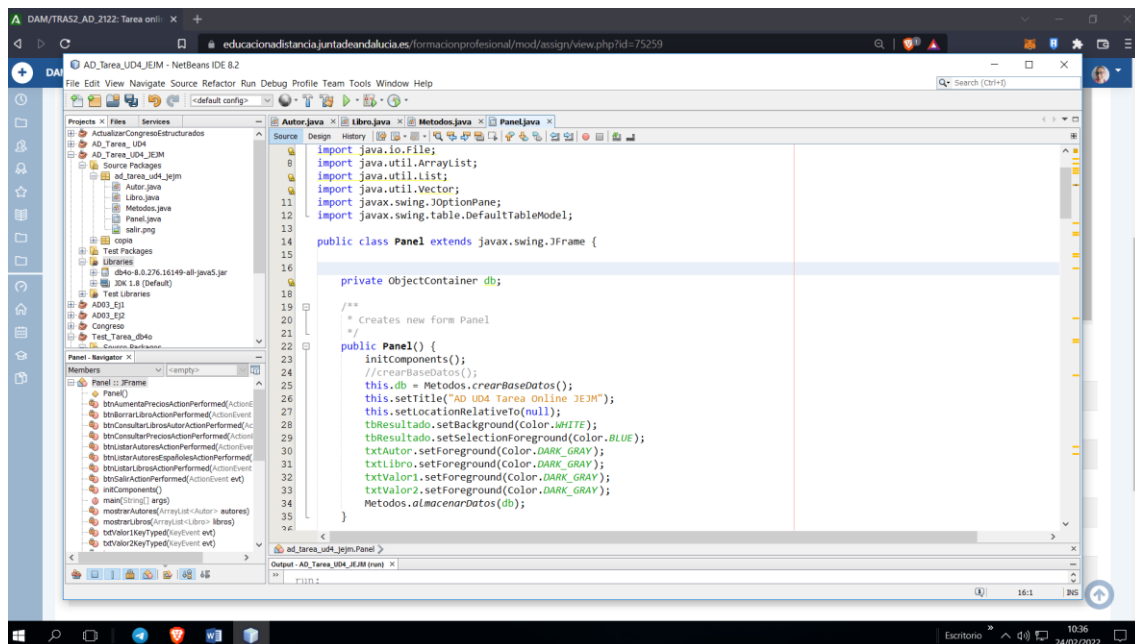 DAM/TRAS2_AD_2122: Tarea onli × +
educacionadistancia.juntadeandalucia.es/formacionprofesional/mod/assign/view.php?id=75259
DAM
AD_Tarea_UD4_JEJM - NetBeans IDE 8.2
File Edit View Navigate Source Refactor Run Debug Profile Team Tools Window Help
Search (Ctrl+I)
<default config>
Projects × Files Services
Autor.java × Libro.java × Metodos.java × Panel.java ×
Source Design History
ActualizarCongresoEstructurados
AD_Tarea_ UD4
AD_Tarea_UD4_JEJM
Source Packages
ad_tarea_ud4_jejm
Autor.java
Libro.java
Metodos.java
Panel.java
salir.png
copia
Test Packages
Libraries
db4o-8.0.276.16149-all-java5.jar
JDK 1.8 (Default)
Test Libraries
AD03_Ej1
AD03_Ej2
Congreso
Test_Tarea_db4o
Source Packages
Panel - Navigator ×
Members <empty>
Panel :: JFrame
Panel()
btnAumentaPreciosActionPerformed(ActionE
btnBorrarLibroActionPerformed(ActionEvent
btnConsultarLibrosAutorActionPerformed(Ac
btnConsultarPreciosActionPerformed(Action
btnListarAutoresActionPerformed(ActionEver
btnListarAutoresEspañolesActionPerformed(
btnListarLibrosActionPerformed(ActionEvent
btnSalirActionPerformed(ActionEvent evt)
initComponents()
main(String[] args)
mostrarAutores(ArrayList<Autor> autores)
mostrarLibros(ArrayList<Libro> libros)
txtValor1KeyTyped(KeyEvent evt)
txtValor2KeyTyped(KeyEvent evt)
import java.io.File;
8 import java.util.ArrayList;
import java.util.List;
import java.util.Vector;
11 import javax.swing.JOptionPane;
12 import javax.swing.table.DefaultTableModel;
13
14 public class Panel extends javax.swing.JFrame {
15
16
private ObjectContainer db;
18
19 /**
20 * Creates new form Panel
21 */
22 public Panel() {
23 initComponents();
24 //crearBaseDatos();
25 this.db = Metodos.crearBaseDatos();
26 this.setTitle("AD UD4 Tarea Online JEJM");
27 this.setLocationRelativeTo(null);
28 tbResultado.setBackground(Color.WHITE);
29 tbResultado.setSelectionForeground(Color.BLUE);
30 txtAutor.setForeground(Color.DARK_GRAY);
31 txtLibro.setForeground(Color.DARK_GRAY);
32 txtValor1.setForeground(Color.DARK_GRAY);
33 txtValor2.setForeground(Color.DARK_GRAY);
34 Metodos.almacenarDatos(db);
35 }
36
ad_tarea_ud4_jejm.Panel
Output - AD_Tarea_UD4_JEJM (run) ×
run:
16:1 INS
Escritorio
10:36
24/02/2022